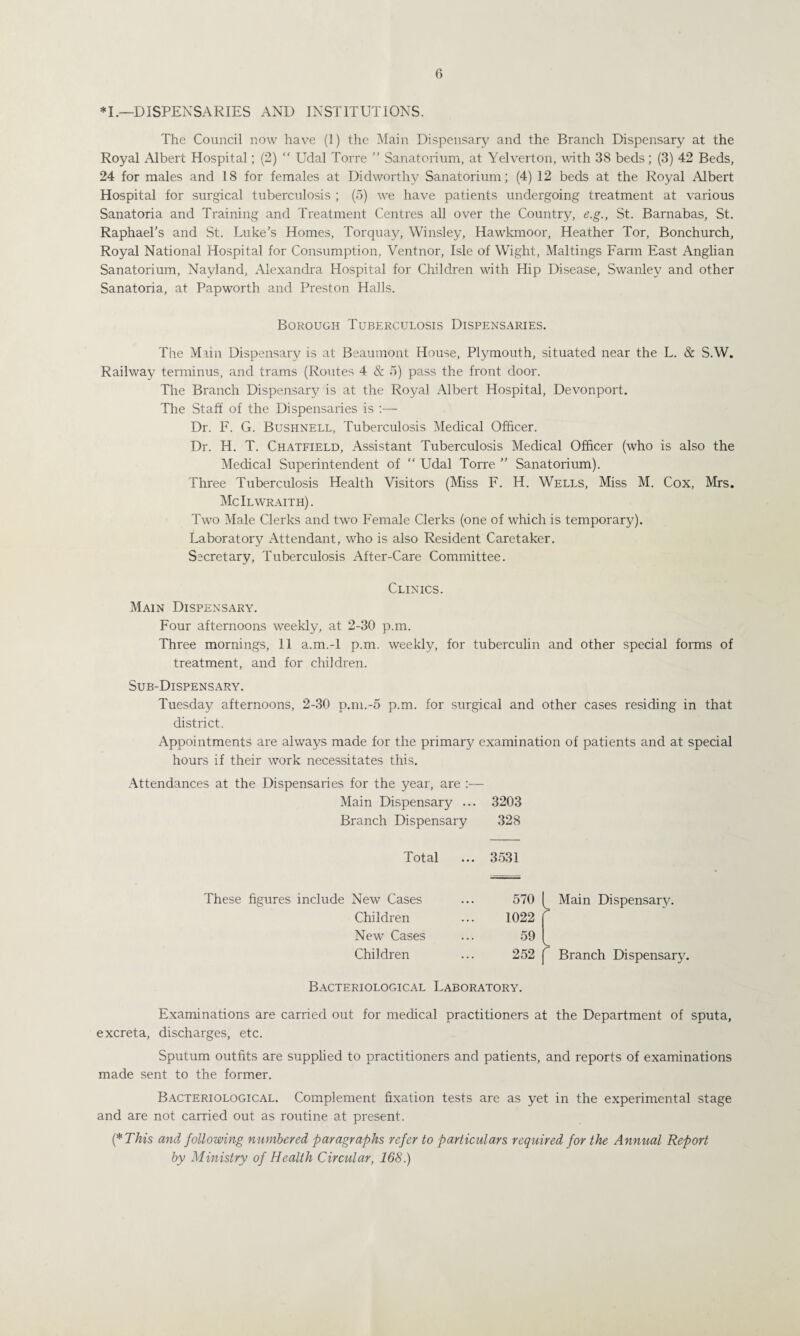 6
*I.—DISPENSARIES AND INSTITUTIONS.
The Council now have (1) the Main Dispensary and the Branch Dispensary at the
Royal Albert Hospital; (2) “ Udal Torre ” Sanatorium, at Yelverton, with 38 beds; (3) 42 Beds,
24 for males and 18 for females at Didworthy Sanatorium; (4) 12 beds at the Royal Albert
Hospital for surgical tuberculosis ; (5) we have patients undergoing treatment at various
Sanatoria and Training and Treatment Centres all over the Country, e.g., St. Barnabas, St.
Raphael's and St. Luke's Homes, Torquay, Winsley, Hawkmoor, Heather Tor, Bonchurch,
Royal National Hospital for Consumption, Ventnor, Isle of Wight, Maltings Farm East Anglian
Sanatorium, Nayland, Alexandra Hospital for Children with Hip Disease, Swanley and other
Sanatoria, at Papworth and Preston Halls.
BOROUGH TUBERCULOSIS DISPENSARIES.
The Main Dispensary is at Beaumont House, Plymouth, situated near the L. & S.W.
Railway terminus, and trams (Routes 4 & 5) pass the front door.
The Branch Dispensary is at the Royal Albert Hospital, Devonport.
The Staff of the Dispensaries is :—
Dr. F. G. BUSHNELL, Tuberculosis Medical Officer.
Dr. H. T. CHATFIELD, Assistant Tuberculosis Medical Officer (who is also the
Medical Superintendent of “ Udal Torre ” Sanatorium).
Three Tuberculosis Health Visitors (Miss F. H. WELLS, Miss M. COX, Mrs.
MCILWRAITH).
Two Male Clerks and two Female Clerks (one of which is temporary).
Laboratory Attendant, who is also Resident Caretaker.
Secretary, Tuberculosis After-Care Committee.
CLINICS.
MAIN DISPENSARY.
Four afternoons weekly, at 2-30 p.m.
Three mornings, 11 a.m.-1 p.m. weekly, for tuberculin and other special forms of
treatment, and for children.
SUB-DISPENSARY.
Tuesday afternoons, 2-30 p.m.-5 p.m. for surgical and other cases residing in that
district.
Appointments are always made for the primary examination of patients and at special
hours if their work necessitates this.
Attendances at the Dispensaries for the year, are :—
Main Dispensary ... 3203
Branch Dispensary 328
Total ... 3531
These figures include New Cases ... 570 } Main Dispensary.
Children ... 1022
New Cases ... 59
Children ... 252 } Branch Dispensary.
BACTERIOLOGICAL LABORATORY.
Examinations are carried out for medical practitioners at the Department of sputa,
excreta, discharges, etc.
Sputum outfits are supplied to practitioners and patients, and reports of examinations
made sent to the former.
BACTERIOLOGICAL. Complement fixation tests are as yet in the experimental stage
and are not carried out as routine at present.
(*This and following numbered paragraphs refer to particulars required for the Annual Report
by Ministry of Health Circular, 168.)